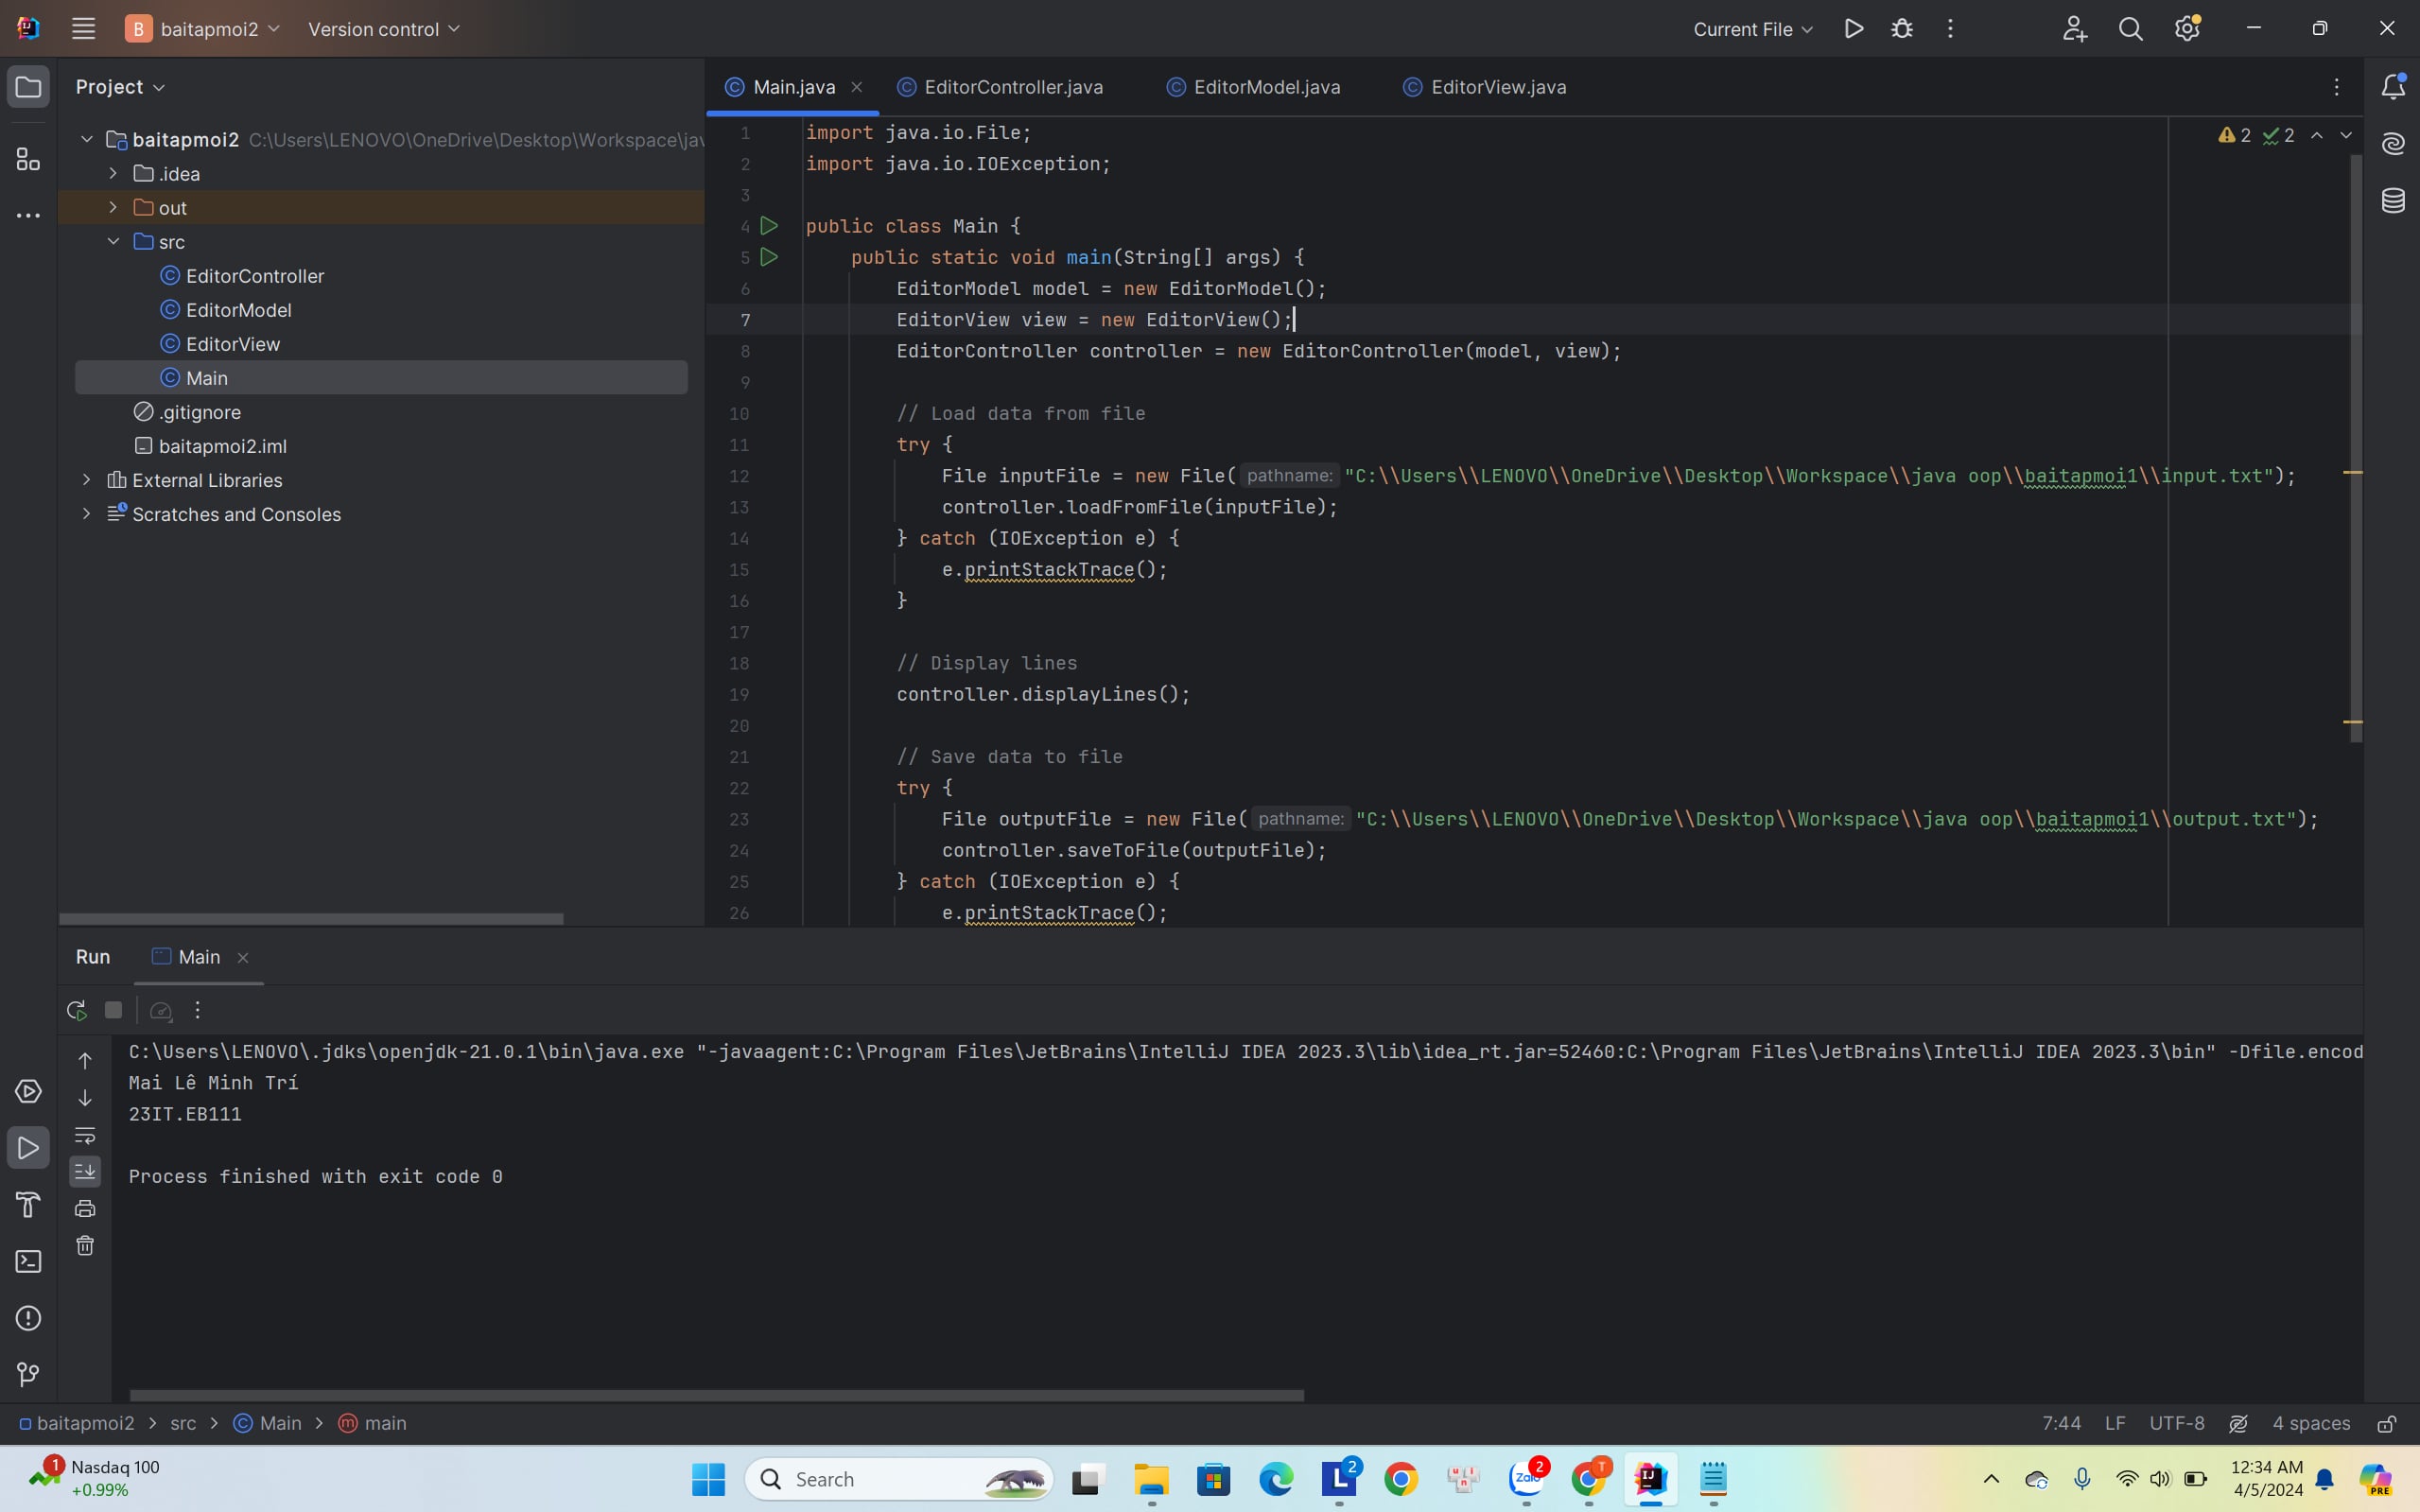 B baitapmoi2 Version control Current File
Project
Main.java EditorController.java EditorModel.java EditorView.java
baitapmoi2 C:\Users\LENOVO\OneDrive\Desktop\Workspace\jav
.idea
out
src
EditorController
EditorModel
EditorView
Main
.gitignore
baitapmoi2.iml
External Libraries
Scratches and Consoles
2 2
1 import java.io.File;
2 import java.io.IOException;
3
4 public class Main {
5 public static void main(String[] args) {
6 EditorModel model = new EditorModel();
7 EditorView view = new EditorView();
8 EditorController controller = new EditorController(model, view);
9
10 // Load data from file
11 try {
12 File inputFile = new File( pathname: "C:\\Users\\LENOVO\\OneDrive\\Desktop\\Workspace\\java oop\\baitapmoi1\\input.txt");
13 controller.loadFromFile(inputFile);
14 } catch (IOException e) {
15 e.printStackTrace();
16 }
17
18 // Display lines
19 controller.displayLines();
20
21 // Save data to file
22 try {
23 File outputFile = new File( pathname: "C:\\Users\\LENOVO\\OneDrive\\Desktop\\Workspace\\java oop\\baitapmoi1\\output.txt");
24 controller.saveToFile(outputFile);
25 } catch (IOException e) {
26 e.printStackTrace();
Run Main
C:\Users\LENOVO\.jdks\openjdk-21.0.1\bin\java.exe "-javaagent:C:\Program Files\JetBrains\IntelliJ IDEA 2023.3\lib\idea_rt.jar=52460:C:\Program Files\JetBrains\IntelliJ IDEA 2023.3\bin" -Dfile.encod
Mai Lê Minh Trí
23IT.EB111
Process finished with exit code 0
baitapmoi2 > src > Main > main 7:44 LF UTF-8 4 spaces
1 Nasdaq 100
+0.99%
Search
L 2
Zalo 2
T
IJ
12:34 AM
4/5/2024
PRE